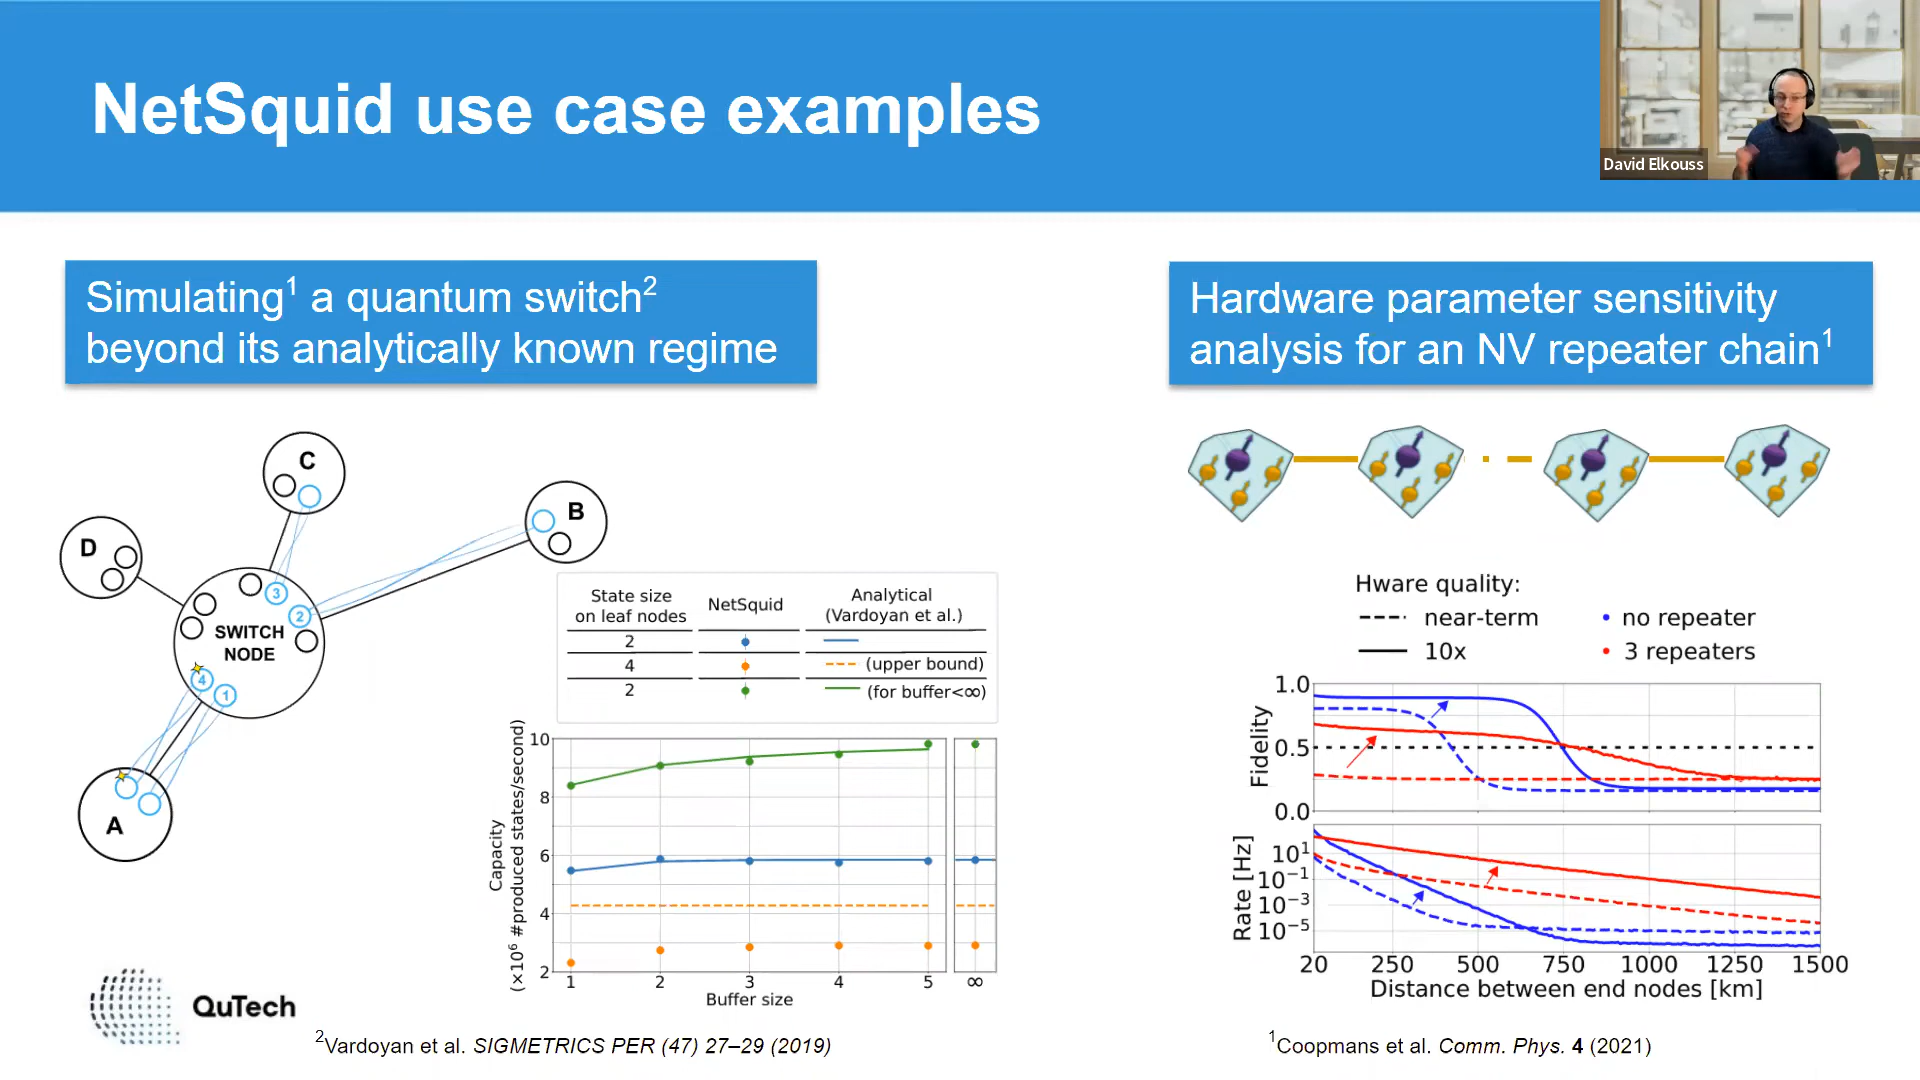 NetSquid use case examples
David Elkouss
Simulating¹ a quantum switch²
beyond its analytically known regime
Hardware parameter sensitivity
analysis for an NV repeater chain¹
C
B
D
3
2
SWITCH
NODE
4
1
A
State size
on leaf nodes
NetSquid
Analytical
(Vardoyan et al.)
2
4
(upper bound)
2
(for buffer<∞)
Capacity
(×10⁶ #produced states/second)
10
8
6
4
2
1 2 3 4 5 ∞
Buffer size
Hware quality:
near-term
no repeater
10x
3 repeaters
Fidelity
1.0
0.5
0.0
Rate [Hz]
10¹
10⁻¹
10⁻³
10⁻⁵
20 250 500 750 1000 1250 1500
Distance between end nodes [km]
QuTech
²Vardoyan et al. SIGMETRICS PER (47) 27–29 (2019)
¹Coopmans et al. Comm. Phys. 4 (2021)